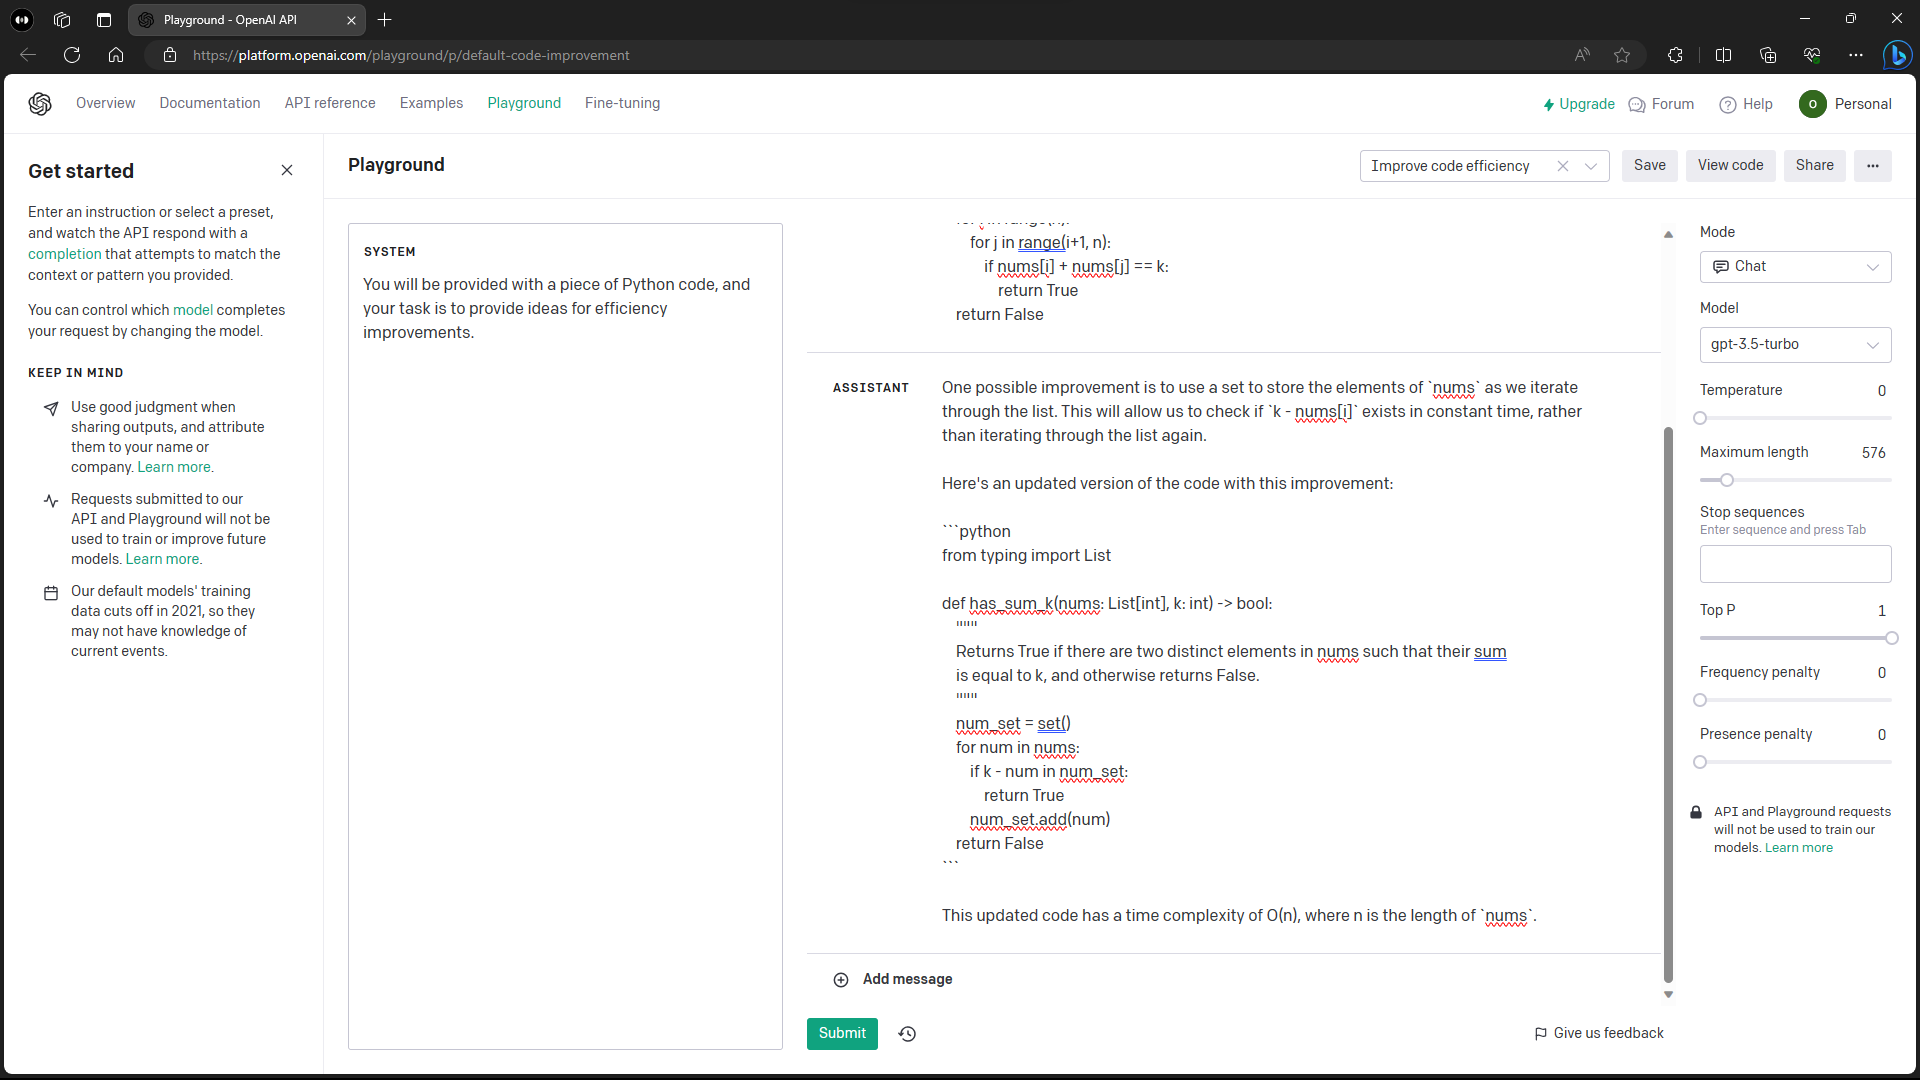 Playground - OpenAI API
https://platform.openai.com/playground/p/default-code-improvement
Overview
Documentation
API reference
Examples
Playground
Fine-tuning
Upgrade
Forum
Help
O
Personal
Get started
Enter an instruction or select a preset,
and watch the API respond with a
completion that attempts to match the
context or pattern you provided.
You can control which model completes
your request by changing the model.
KEEP IN MIND
Use good judgment when
sharing outputs, and attribute
them to your name or
company. Learn more.
Requests submitted to our
API and Playground will not be
used to train or improve future
models. Learn more.
Our default models' training
data cuts off in 2021, so they
may not have knowledge of
current events.
Playground
Improve code efficiency
Save
View code
Share
...
SYSTEM
You will be provided with a piece of Python code, and
your task is to provide ideas for efficiency
improvements.
for j in range(i+1, n):
if nums[i] + nums[j] == k:
return True
return False
ASSISTANT
One possible improvement is to use a set to store the elements of `nums` as we iterate
through the list. This will allow us to check if `k - nums[i]` exists in constant time, rather
than iterating through the list again.
Here's an updated version of the code with this improvement:
```python
from typing import List
def has_sum_k(nums: List[int], k: int) -> bool:
"""
Returns True if there are two distinct elements in nums such that their sum
is equal to k, and otherwise returns False.
"""
num_set = set()
for num in nums:
if k - num in num_set:
return True
num_set.add(num)
return False
```
This updated code has a time complexity of O(n), where n is the length of `nums`.
Add message
Submit
Give us feedback
Mode
Chat
Model
gpt-3.5-turbo
Temperature 0
Maximum length 576
Stop sequences
Enter sequence and press Tab
Top P 1
Frequency penalty 0
Presence penalty 0
API and Playground requests
will not be used to train our
models. Learn more